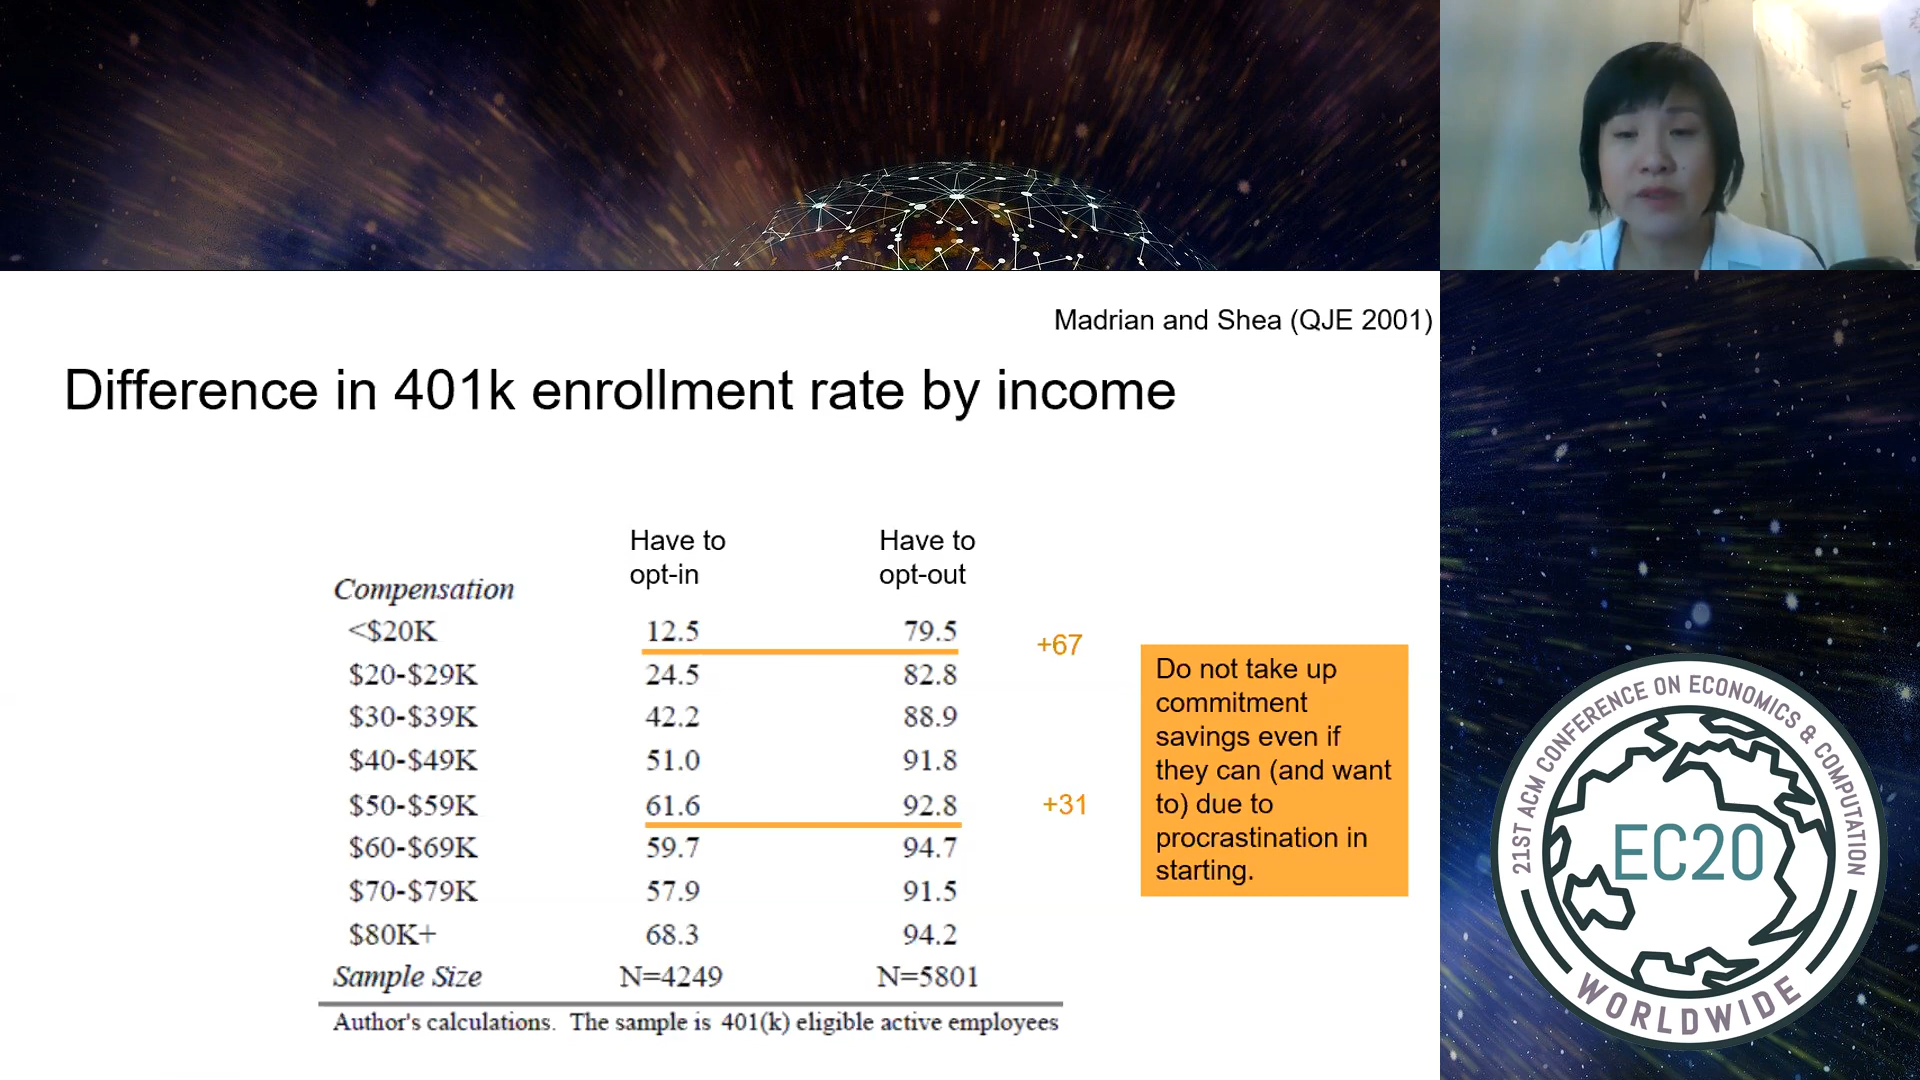 Madrian and Shea (QJE 2001)
Difference in 401k enrollment rate by income
Have to opt-in
Have to opt-out
Compensation
<$20K 12.5 79.5 +67
$20-$29K 24.5 82.8
$30-$39K 42.2 88.9
$40-$49K 51.0 91.8
$50-$59K 61.6 92.8 +31
$60-$69K 59.7 94.7
$70-$79K 57.9 91.5
$80K+ 68.3 94.2
Sample Size N=4249 N=5801
Author's calculations. The sample is 401(k) eligible active employees
Do not take up
commitment
savings even if
they can (and want
to) due to
procrastination in
starting.
21ST ACM CONFERENCE ON ECONOMICS & COMPUTATION
EC20
WORLDWIDE